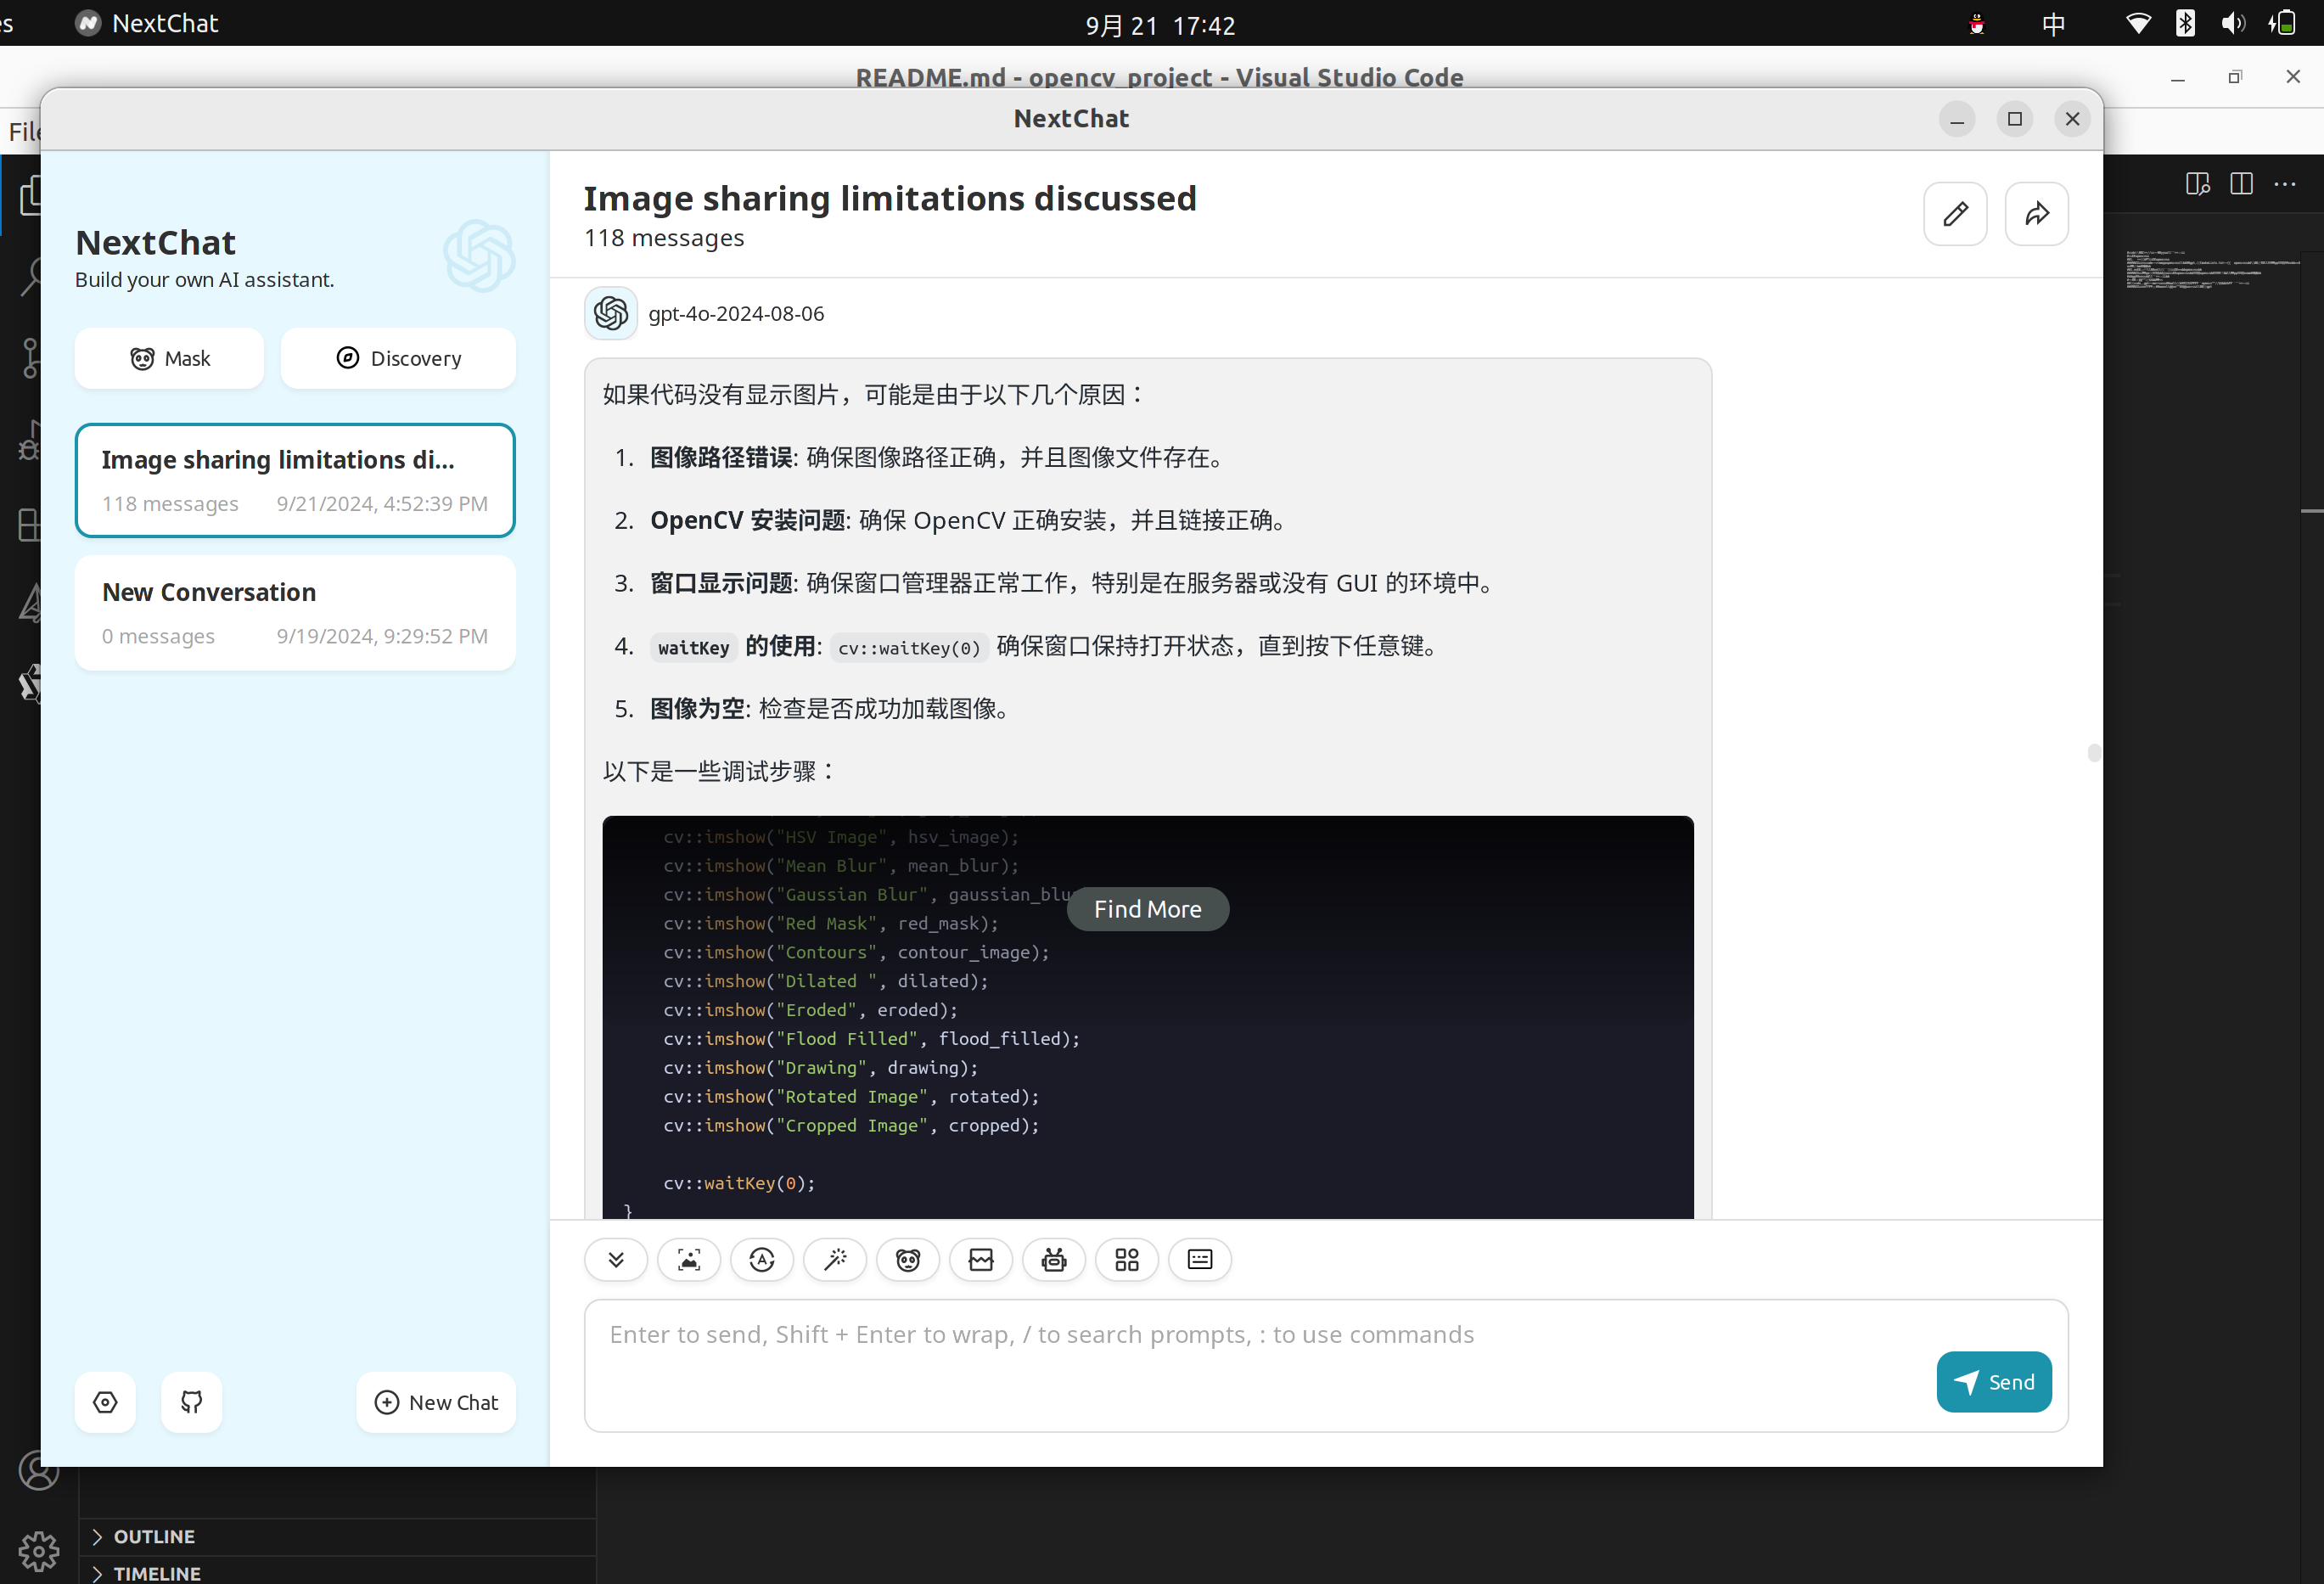 es
NextChat
9月 21 17:42
中
README.md - opencv_project - Visual Studio Code
File
NextChat
NextChat
Build your own AI assistant.
Mask
Discovery
Image sharing limitations di...
118 messages
9/21/2024, 4:52:39 PM
New Conversation
0 messages
9/19/2024, 9:29:52 PM
New Chat
Image sharing limitations discussed
118 messages
gpt-4o-2024-08-06
如果代码没有显示图片，可能是由于以下几个原因：
1. 图像路径错误: 确保图像路径正确，并且图像文件存在。
2. OpenCV 安装问题: 确保 OpenCV 正确安装，并且链接正确。
3. 窗口显示问题: 确保窗口管理器正常工作，特别是在服务器或没有 GUI 的环境中。
4. waitKey 的使用: cv::waitKey(0) 确保窗口保持打开状态，直到按下任意键。
5. 图像为空: 检查是否成功加载图像。
以下是一些调试步骤：
cv::imshow("HSV Image", hsv_image);
cv::imshow("Mean Blur", mean_blur);
cv::imshow("Gaussian Blur", gaussian_blu
Find More
cv::imshow("Red Mask", red_mask);
cv::imshow("Contours", contour_image);
cv::imshow("Dilated ", dilated);
cv::imshow("Eroded", eroded);
cv::imshow("Flood Filled", flood_filled);
cv::imshow("Drawing", drawing);
cv::imshow("Rotated Image", rotated);
cv::imshow("Cropped Image", cropped);
cv::waitKey(0);
}
Enter to send, Shift + Enter to wrap, / to search prompts, : to use commands
Send
OUTLINE
TIMELINE